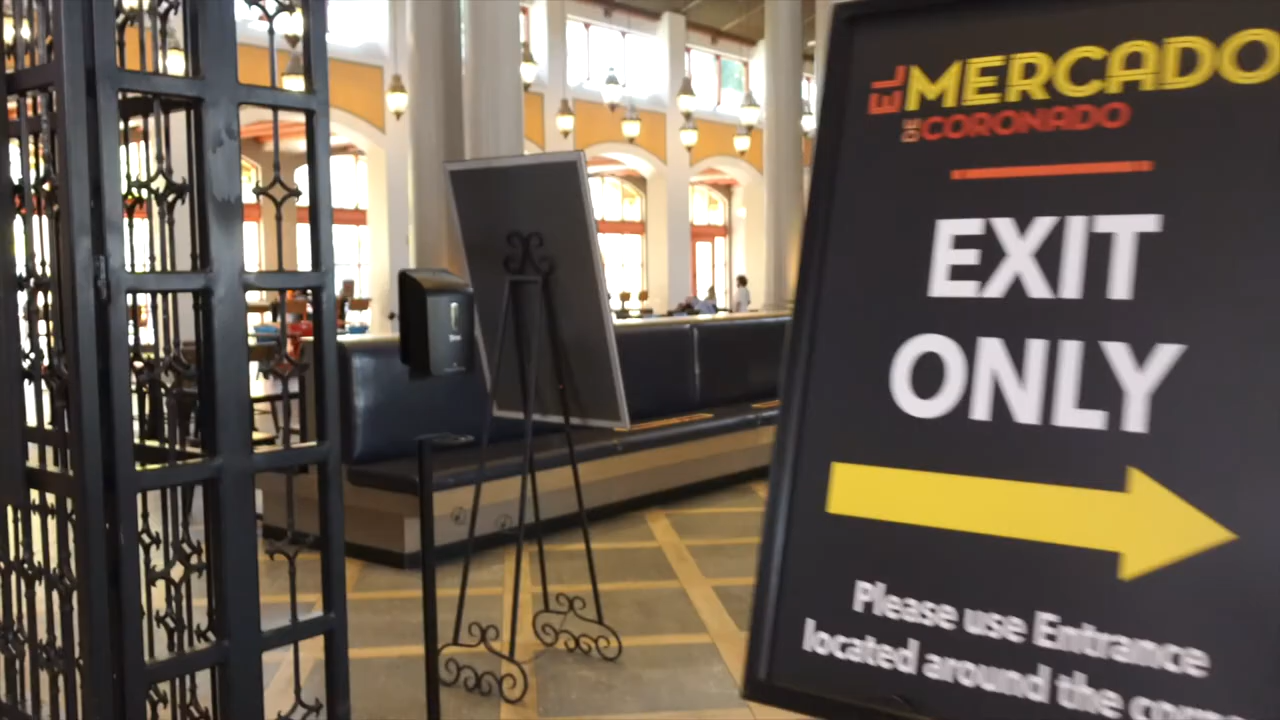 EL MERCADO
DE CORONADO
EXIT
ONLY
Please use Entrance
located around the